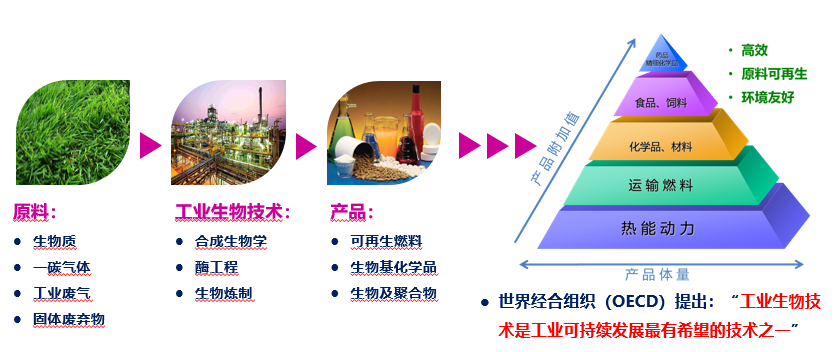 原料：
• 生物质
• 一碳气体
• 工业废气
• 固体废弃物
工业生物技术：
• 合成生物学
• 酶工程
• 生物炼制
产品：
• 可再生燃料
• 生物基化学品
• 生物及聚合物
产品附加值
药品
精细化学品
食品、饲料
化学品、材料
运输燃料
热能动力
产品体量
• 高效
• 原料可再生
• 环境友好
• 世界经合组织（OECD）提出：“工业生物技
术是工业可持续发展最有希望的技术之一”